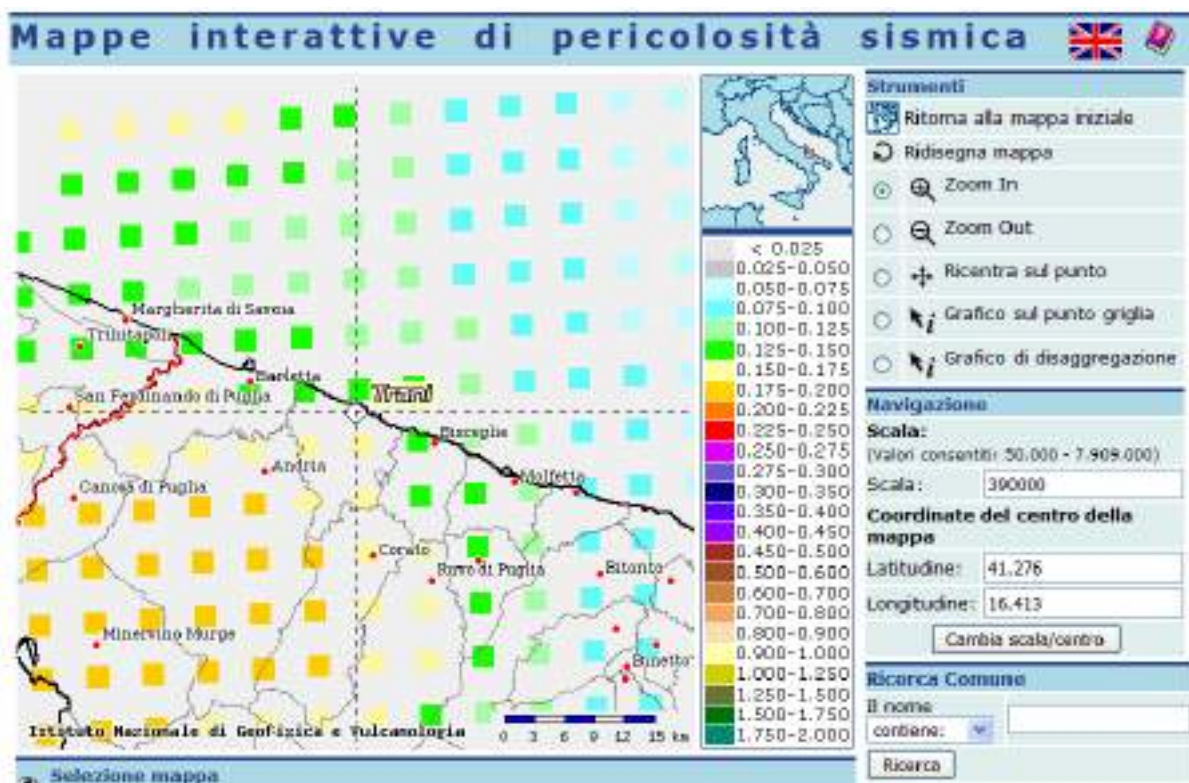 Mappe interattive di pericolosità sismica
Margherita di Savoia
Barletta
Trani
San Ferdinando di Puglia
Bisceglie
Andria
Molfetta
Canosa di Puglia
Corato
Ruvo di Puglia
Bitonto
Minervino Murge
Binetto
Istituto Nazionale di Geofisica e Vulcanologia
0 3 6 9 12 15 km
< 0.025
0.025-0.050
0.050-0.075
0.075-0.100
0.100-0.125
0.125-0.150
0.150-0.175
0.175-0.200
0.200-0.225
0.225-0.250
0.250-0.275
0.275-0.300
0.300-0.350
0.350-0.400
0.400-0.450
0.450-0.500
0.500-0.600
0.600-0.700
0.700-0.800
0.800-0.900
0.900-1.000
1.000-1.250
1.250-1.500
1.500-1.750
1.750-2.000
Strumenti
Ritorna alla mappa iniziale
Ridisegna mappa
Zoom In
Zoom Out
Ricentra sul punto
Grafico sul punto griglia
Grafico di disaggregazione
Navigazione
Scala:
(Valori consentiti: 50.000 - 7.909.000)
Scala: 390000
Coordinate del centro della
mappa
Latitudine: 41.276
Longitudine: 16.413
Cambia scala/centro
Ricerca Comune
Il nome
contiene:
Ricerca
Selezione mappa